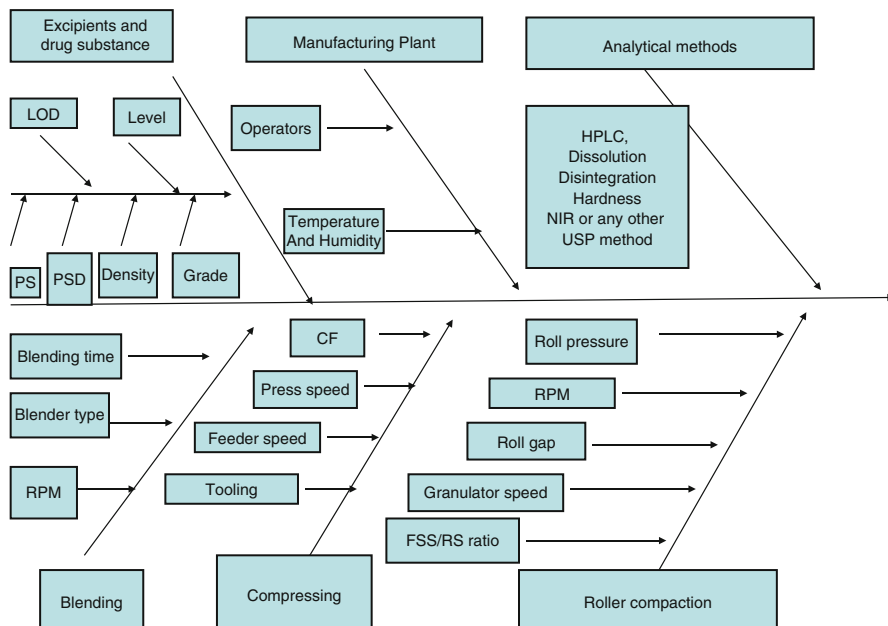 Excipients and
drug substance
Manufacturing Plant
Analytical methods
LOD
Level
Operators
HPLC,
Dissolution
Disintegration
Hardness
NIR or any other
USP method
Temperature
And Humidity
PS
PSD
Density
Grade
Blending time
CF
Roll pressure
Press speed
RPM
Blender type
Feeder speed
Roll gap
RPM
Tooling
Granulator speed
FSS/RS ratio
Blending
Compressing
Roller compaction